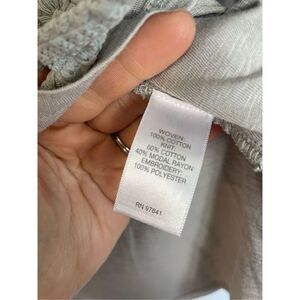 WOVEN:
100% COTTON
KNIT:
60% COTTON
40% MODAL RAYON
EMBROIDERY:
100% POLYESTER
RN 97641